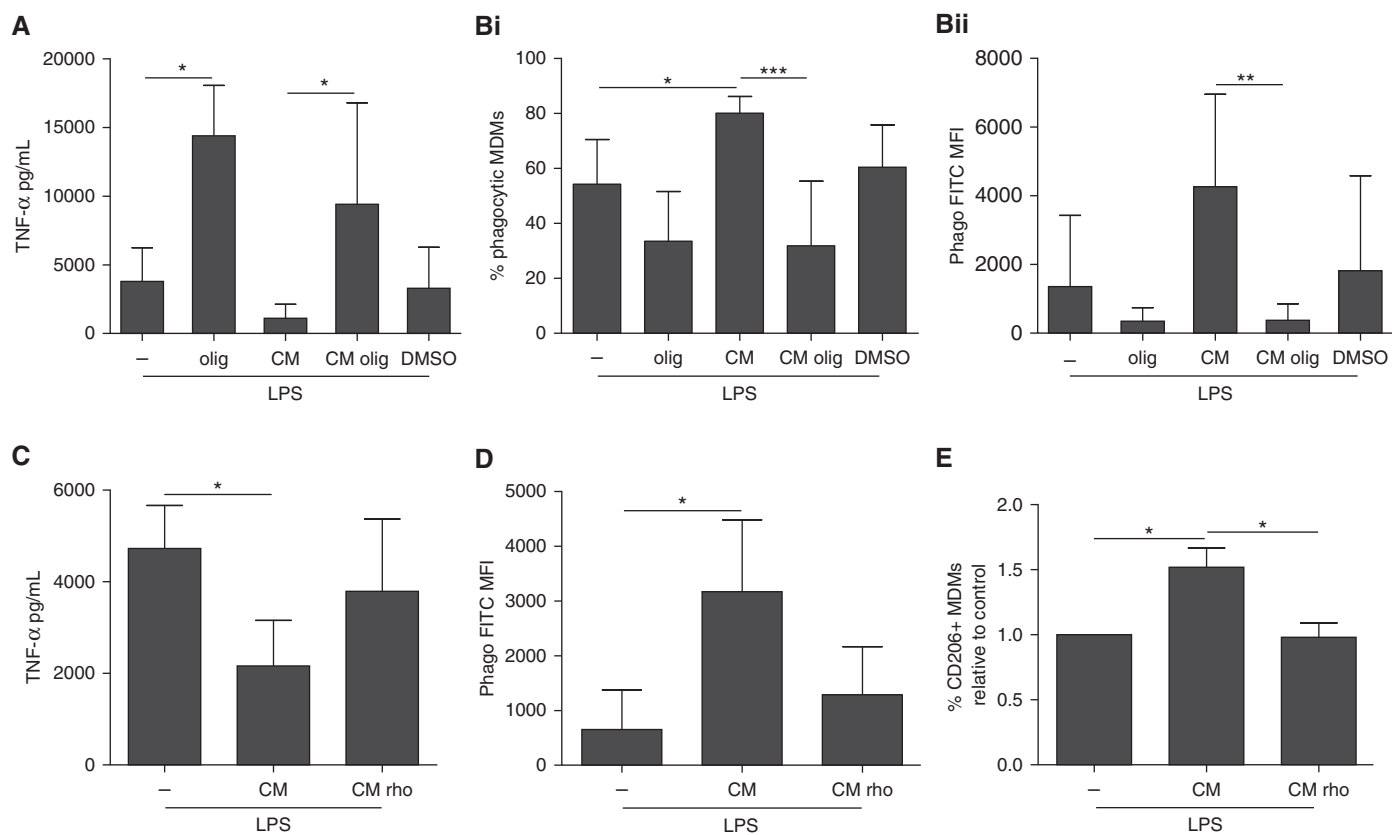 A
TNF-α pg/mL
20000
15000
10000
5000
0
*
*
– olig CM CM olig DMSO
LPS
Bi
% phagocytic MDMs
100
80
60
40
20
0
*
***
– olig CM CM olig DMSO
LPS
Bii
Phago FITC MFI
8000
6000
4000
2000
0
**
– olig CM CM olig DMSO
LPS
C
TNF-α pg/mL
6000
4000
2000
0
*
– CM CM rho
LPS
D
Phago FITC MFI
5000
4000
3000
2000
1000
0
*
– CM CM rho
LPS
E
% CD206+ MDMs
relative to control
2.0
1.5
1.0
0.5
0.0
*
*
– CM CM rho
LPS